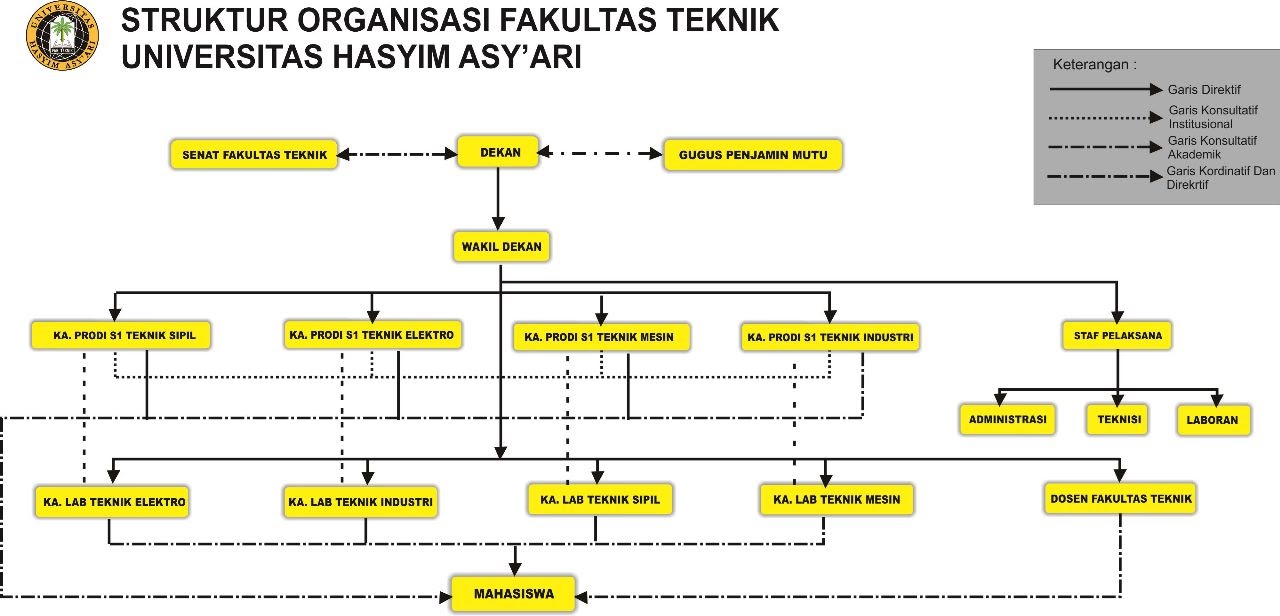 UNIVERSITAS
HASYIM ASY'ARI
STRUKTUR ORGANISASI FAKULTAS TEKNIK
UNIVERSITAS HASYIM ASY'ARI
Keterangan :
Garis Direktif
Garis Konsultatif
Institusional
Garis Konsultatif
Akademik
Garis Kordinatif Dan
Direkrtif
SENAT FAKULTAS TEKNIK
DEKAN
GUGUS PENJAMIN MUTU
WAKIL DEKAN
KA. PRODI S1 TEKNIK SIPIL
KA. PRODI S1 TEKNIK ELEKTRO
KA. PRODI S1 TEKNIK MESIN
KA. PRODI S1 TEKNIK INDUSTRI
STAF PELAKSANA
ADMINISTRASI
TEKNISI
LABORAN
KA. LAB TEKNIK ELEKTRO
KA. LAB TEKNIK INDUSTRI
KA. LAB TEKNIK SIPIL
KA. LAB TEKNIK MESIN
DOSEN FAKULTAS TEKNIK
MAHASISWA